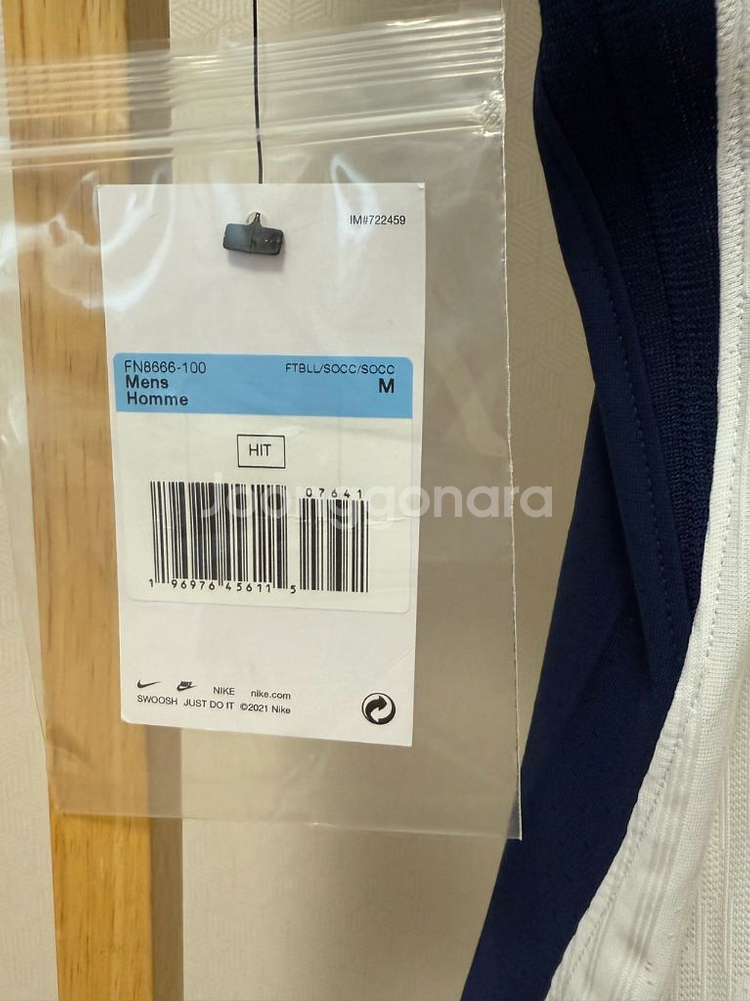 IM#722459
FN8666-100 FTBLL/SOCC/SOCC
Mens M
Homme
HIT
07641
Joonggonara
1 96976 45611 5
NIKE nike.com
SWOOSH JUST DO IT ©2021 Nike